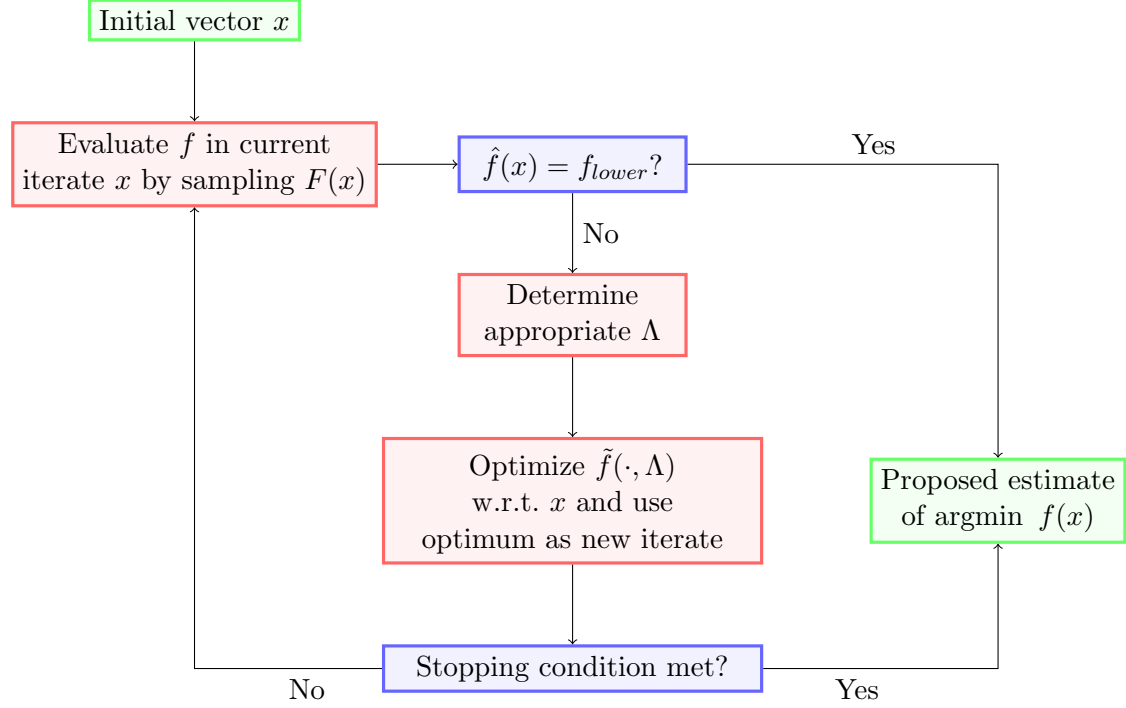 Initial vector x
Evaluate f in current
iterate x by sampling F(x)
f̂(x) = f_lower?
Yes
No
Determine
appropriate Λ
Optimize f̃(·, Λ)
w.r.t. x and use
optimum as new iterate
Proposed estimate
of argmin f(x)
Stopping condition met?
No
Yes